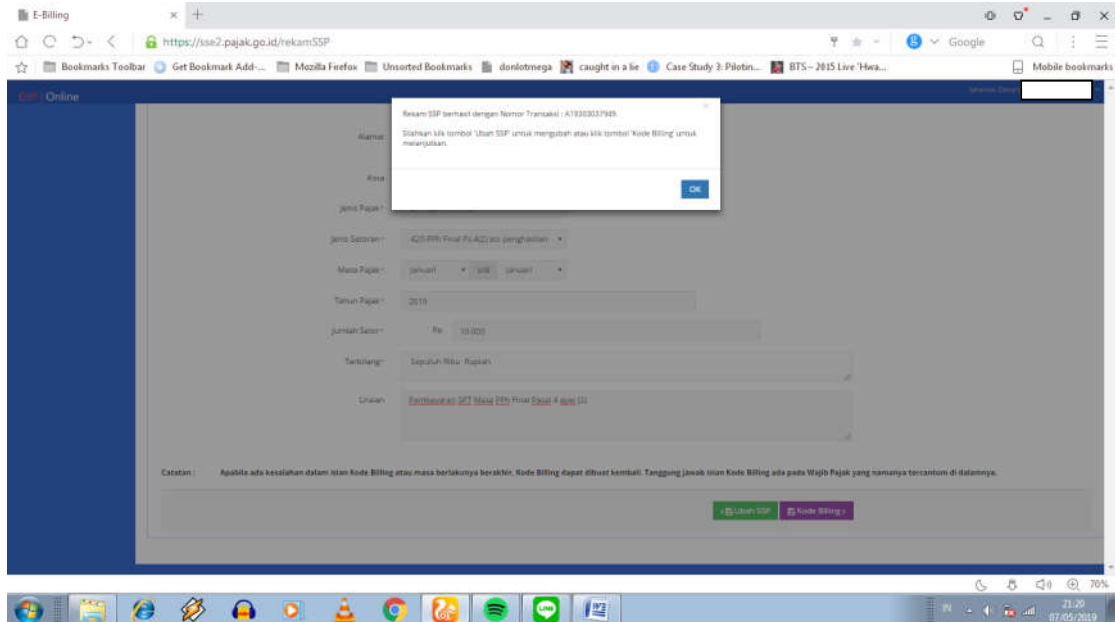 E-Billing
https://sse2.pajak.go.id/rekamSSP
Google
Bookmarks Toolbar Get Bookmark Add-... Mozilla Firefox Unsorted Bookmarks donlotmega caught in a lie Case Study 3: Pilotin... BTS – 2015 Live 'Hwa... Mobile bookmarks
Online
Rekam SSP berhasil dengan Nomor Transaksi :
Silahkan klik tombol 'Ubah SSP' untuk mengubah atau klik tombol 'Kode Billing' untuk
melanjutkan.
OK
Alamat
Kota
Jenis Pajak*
Jenis Setoran* 420-PPh Final Ps.4(2) atas penghasilan
Masa Pajak* Januari s/d Januari
Tahun Pajak* 2019
Jumlah Setor* Rp 10.000
Terbilang* Sepuluh Ribu Rupiah
Uraian Pembayaran SPT Masa PPh Final Pasal 4 ayat (2)
Catatan : Apabila ada kesalahan dalam isian Kode Billing atau masa berlakunya berakhir, Kode Billing dapat dibuat kembali. Tanggung jawab isian Kode Billing ada pada Wajib Pajak yang namanya tercantum di dalamnya.
Ubah SSP Kode Billing
70%
LINE
IN
21:20
07/05/2019